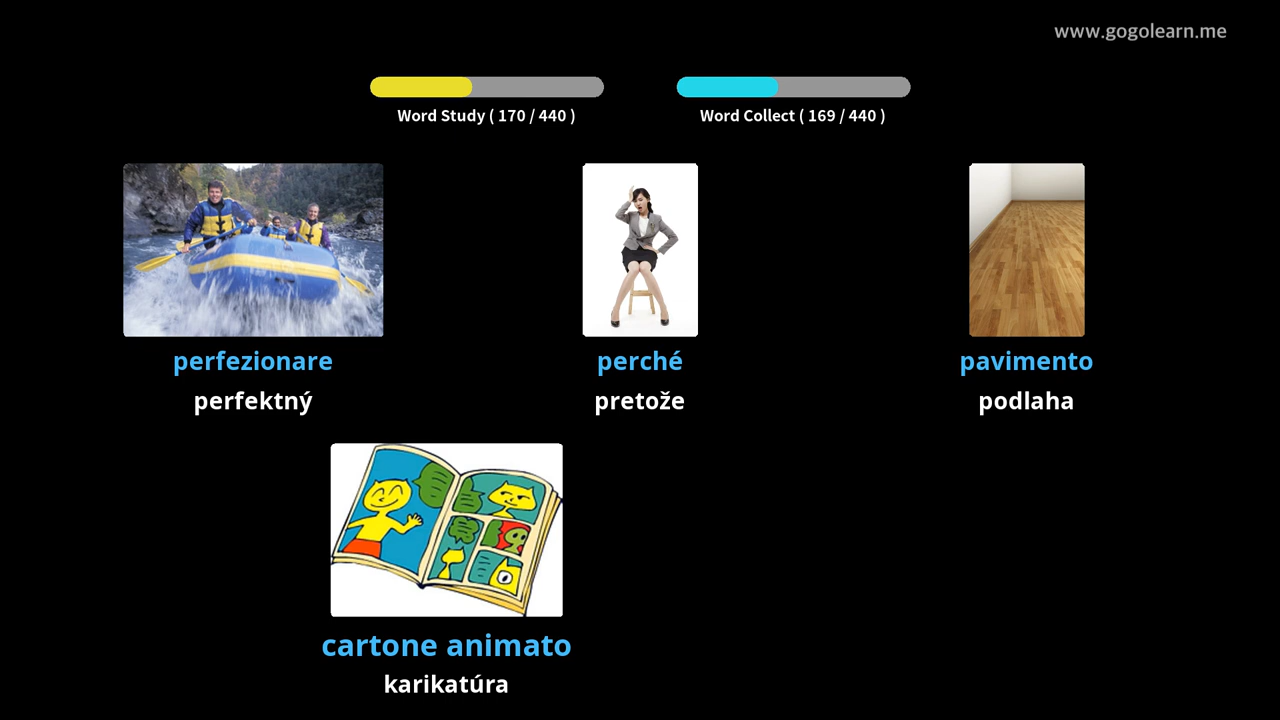 www.gogolearn.me
Word Study ( 170 / 440 )
Word Collect ( 169 / 440 )
perfezionare
perché
pavimento
perfektný
pretože
podlaha
cartone animato
karikatúra